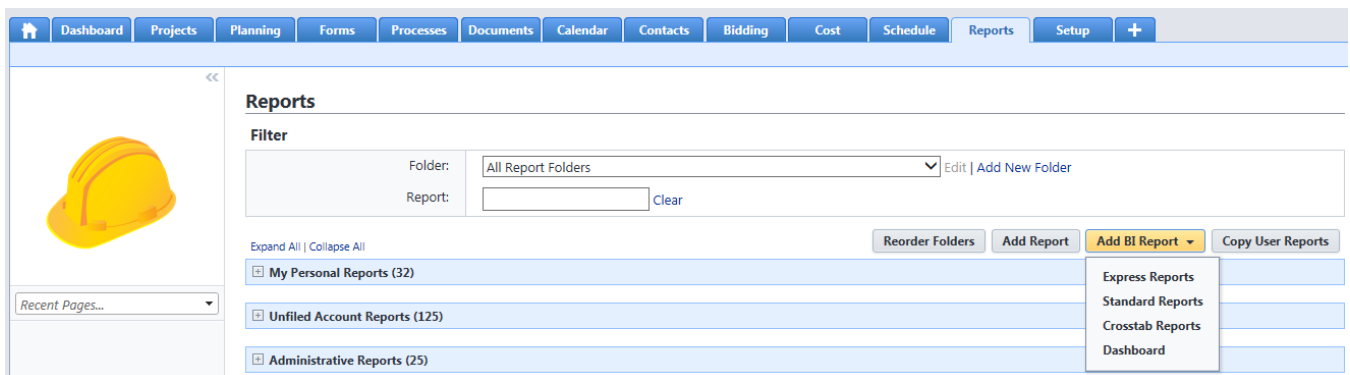 Dashboard Projects Planning Forms Processes Documents Calendar Contacts Bidding Cost Schedule Reports Setup +
Reports
Filter
Folder: All Report Folders Edit | Add New Folder
Report: Clear
Expand All | Collapse All Reorder Folders Add Report Add BI Report Copy User Reports
My Personal Reports (32)
Express Reports
Recent Pages...
Standard Reports
Unfiled Account Reports (125)
Crosstab Reports
Dashboard
Administrative Reports (25)